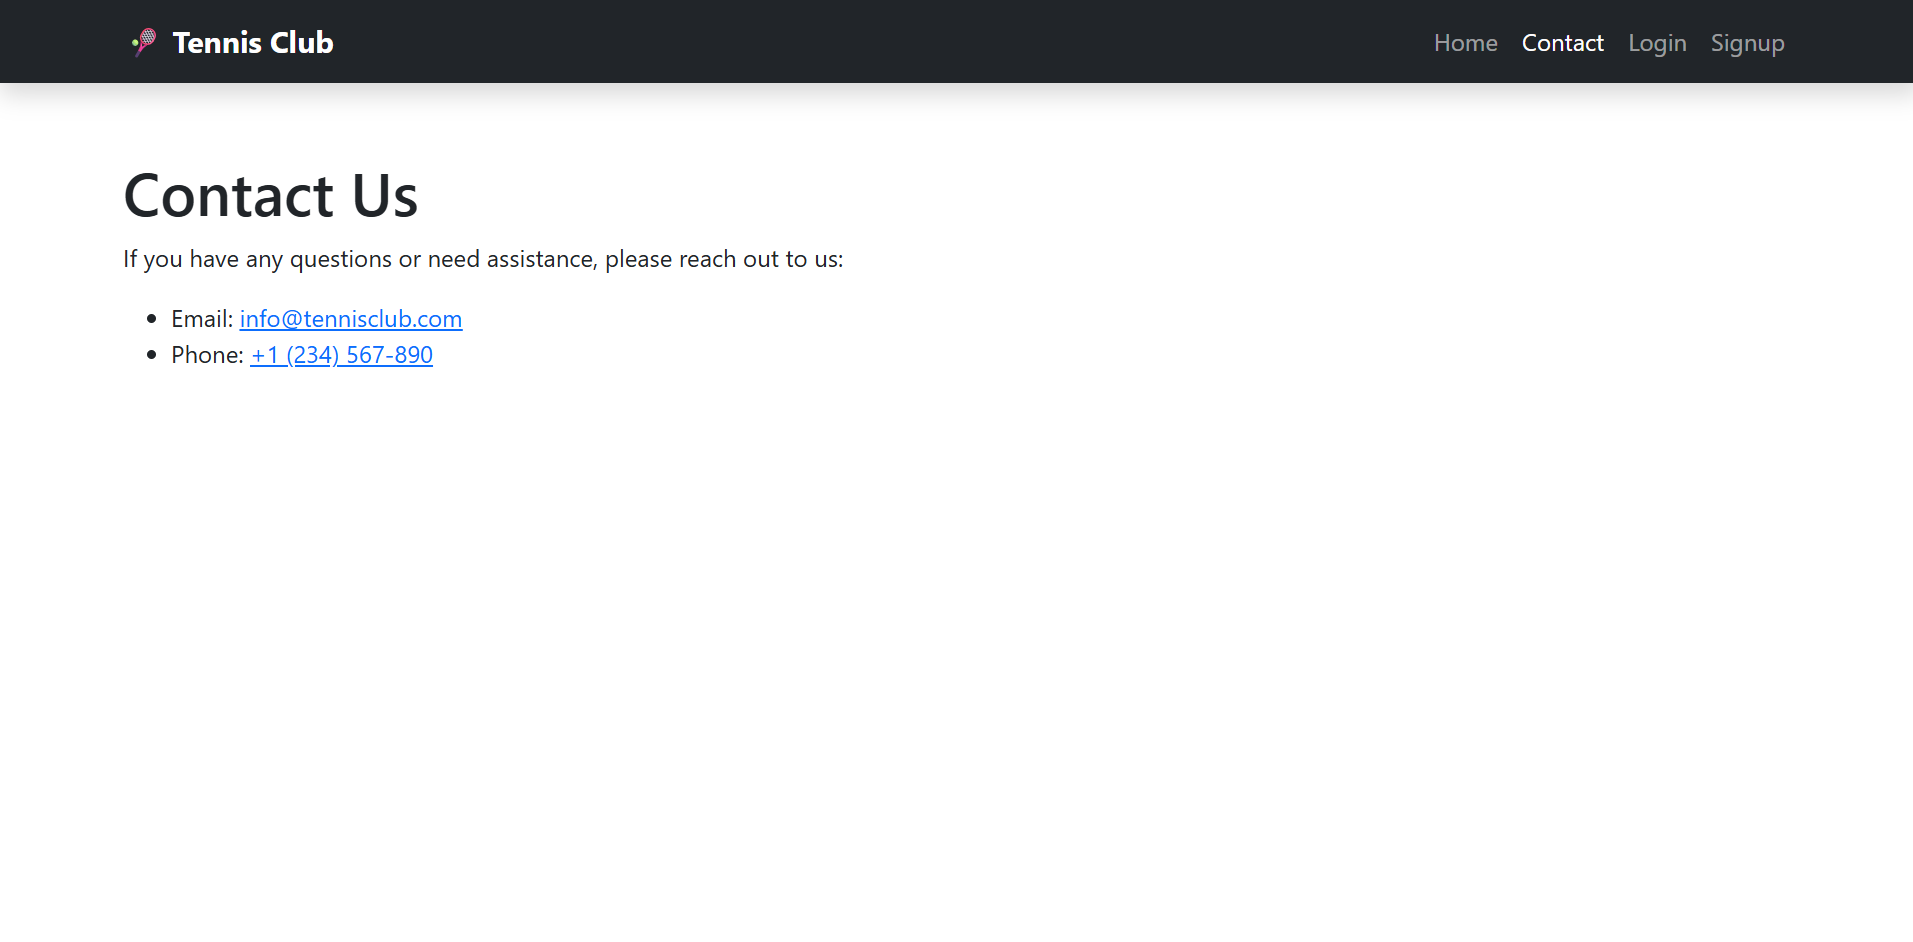 Tennis Club
Home Contact Login Signup
Contact Us
If you have any questions or need assistance, please reach out to us:
Email: info@tennisclub.com
Phone: +1 (234) 567-890